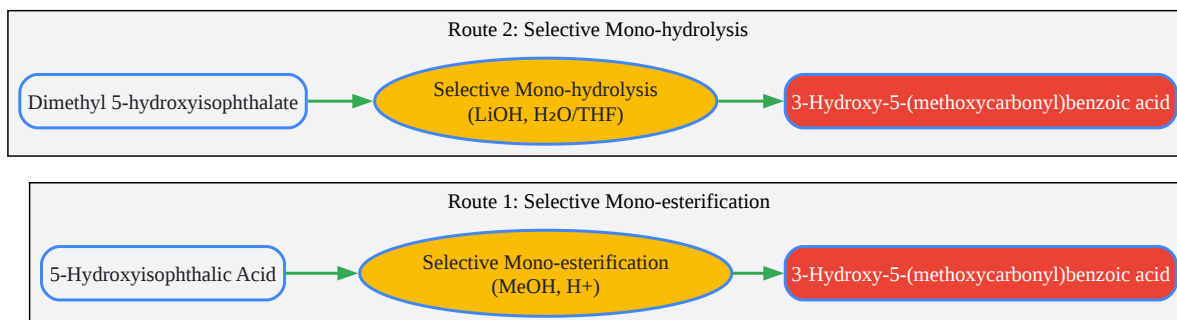 Route 2: Selective Mono-hydrolysis
Dimethyl 5-hydroxyisophthalate
Selective Mono-hydrolysis
(LiOH, H₂O/THF)
3-Hydroxy-5-(methoxycarbonyl)benzoic acid
Route 1: Selective Mono-esterification
5-Hydroxyisophthalic Acid
Selective Mono-esterification
(MeOH, H+)
3-Hydroxy-5-(methoxycarbonyl)benzoic acid